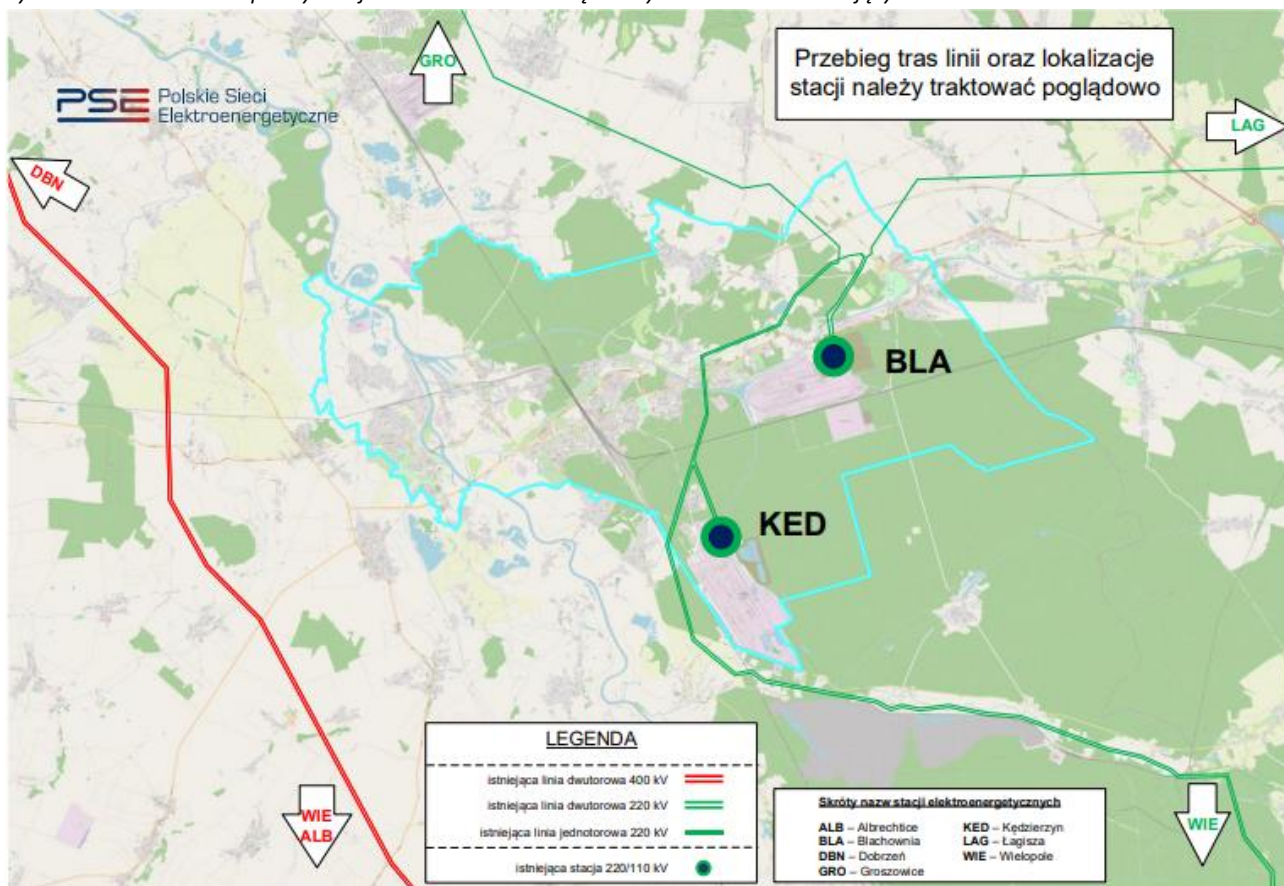 GRO
Przebieg tras linii oraz lokalizacje
stacji należy traktować poglądowo
PSE Polskie Sieci
Elektroenergetyczne
LAG
DBN
BLA
KED
LEGENDA
istniejąca linia dwutorowa 400 kV
istniejąca linia dwutorowa 220 kV
istniejąca linia jednotorowa 220 kV
istniejąca stacja 220/110 kV
Skróty nazw stacji elektroenergetycznych
ALB – Albrechtice KED – Kędzierzyn
BLA – Blachownia LAG – Łagisza
DBN – Dobrzeń WIE – Wielopole
GRO – Groszowice
WIE
ALB
WIE